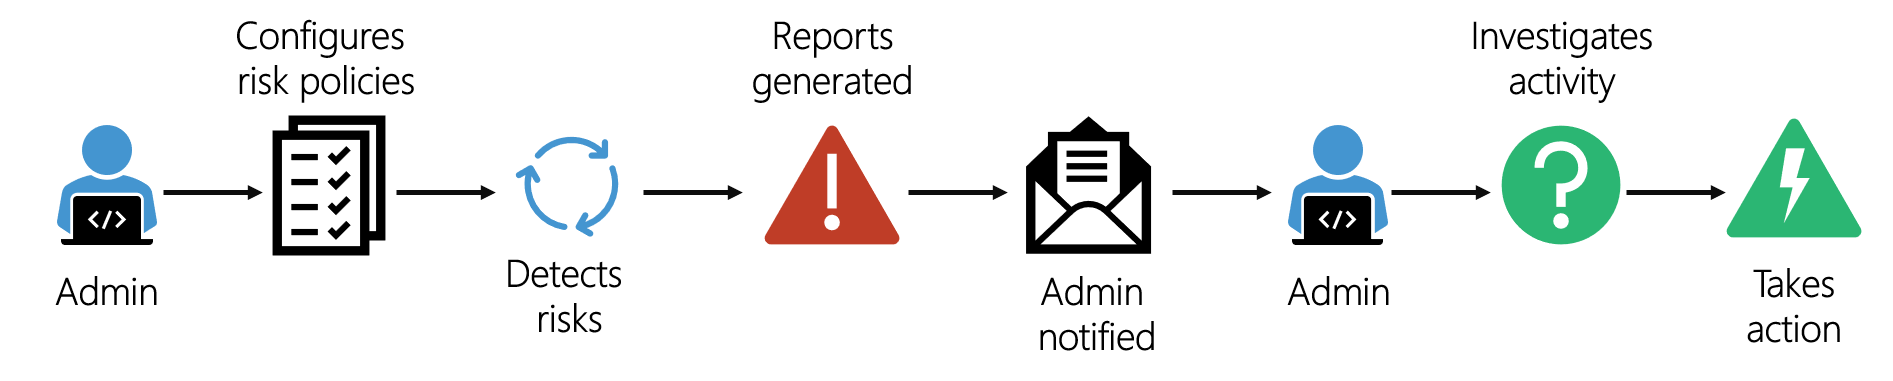 Configures
risk policies
Reports
generated
Investigates
activity
</>
</>
Admin
Detects
risks
Admin
notified
Admin
Takes
action